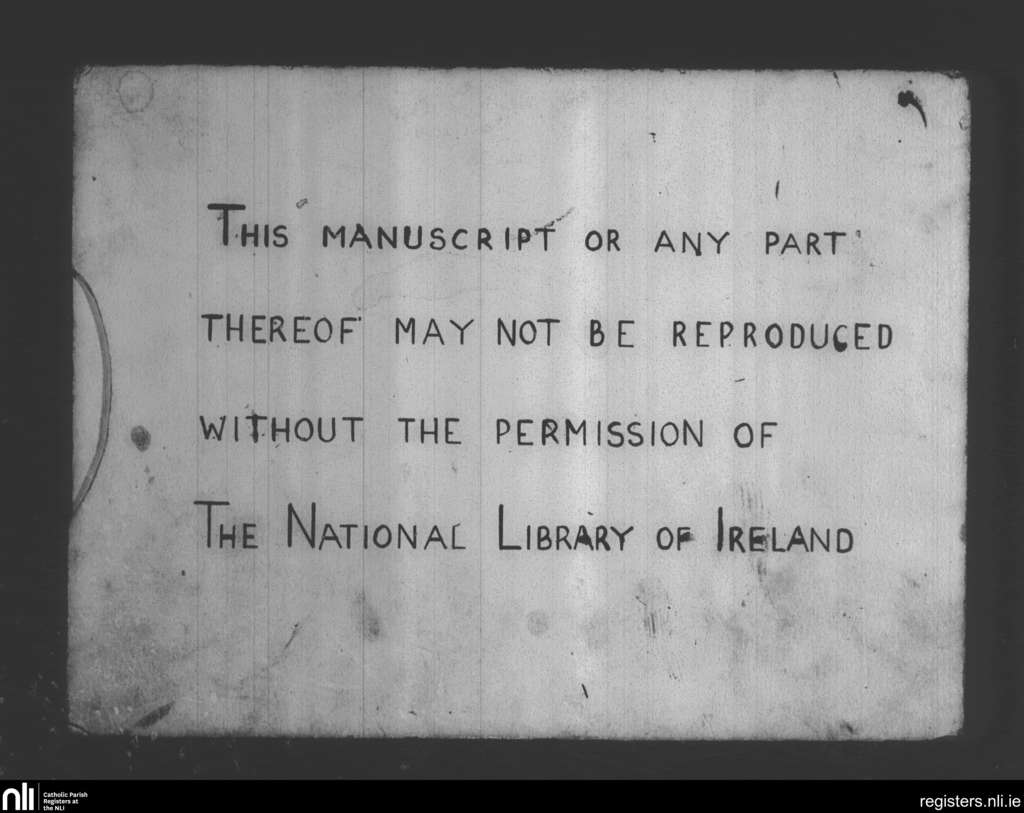 THIS MANUSCRIPT OR ANY PART
THEREOF MAY NOT BE REPRODUCED
WITHOUT THE PERMISSION OF
THE NATIONAL LIBRARY OF IRELAND
nli
Catholic Parish
Registers at
the NLI
registers.nli.ie